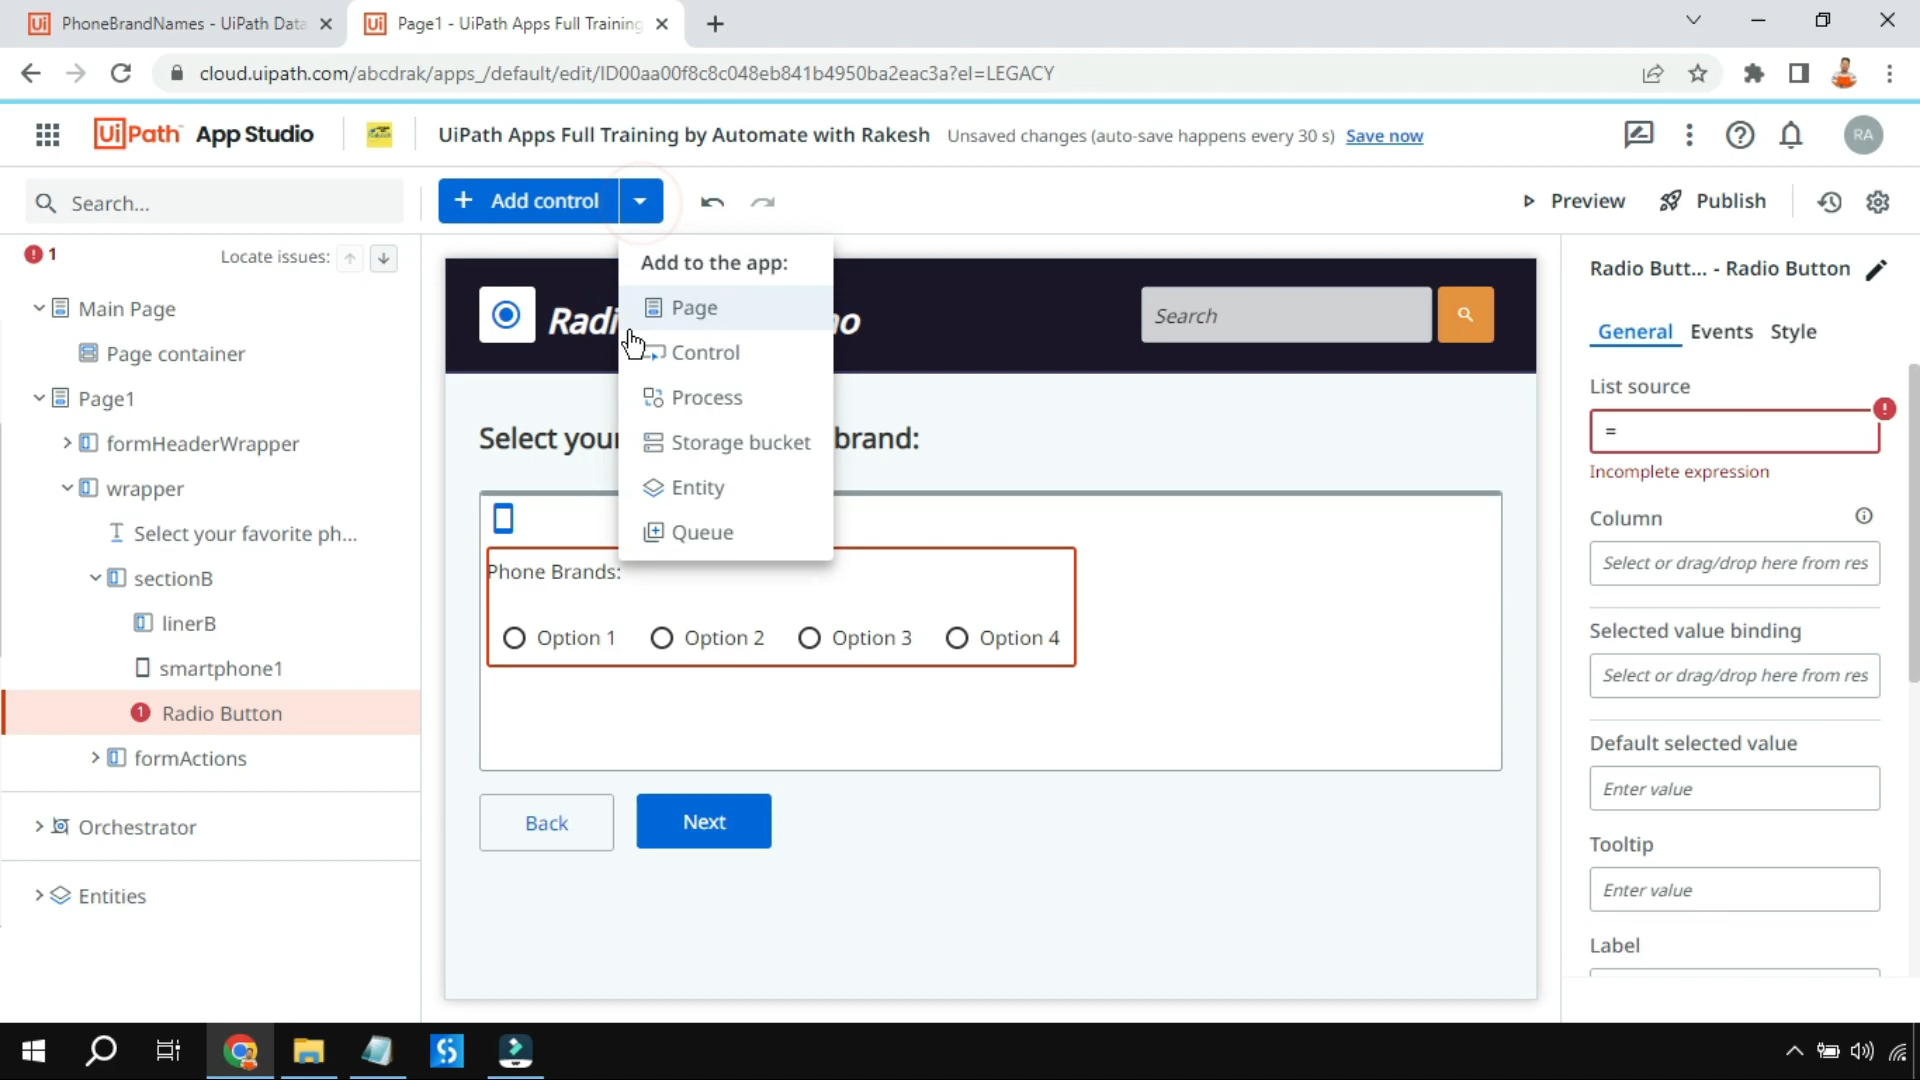 PhoneBrandNames - UiPath Data
Page1 - UiPath Apps Full Training
cloud.uipath.com/abcdrak/apps_/default/edit/ID00aa00f8c8c048eb841b4950ba2eac3a?el=LEGACY
UiPath App Studio
UiPath Apps Full Training by Automate with Rakesh
Unsaved changes (auto-save happens every 30 s) Save now
RA
Search...
+ Add control
Preview
Publish
1
Locate issues:
Main Page
Page container
Page1
formHeaderWrapper
wrapper
Select your favorite ph...
sectionB
linerB
smartphone1
1 Radio Button
formActions
Orchestrator
Entities
Add to the app:
Page
Control
Process
Storage bucket
Entity
Queue
Search
brand:
Phone Brands:
Option 1
Option 2
Option 3
Option 4
Back
Next
Radio Butt... - Radio Button
General Events Style
List source
=
Incomplete expression
Column
Select or drag/drop here from res
Selected value binding
Select or drag/drop here from res
Default selected value
Enter value
Tooltip
Enter value
Label